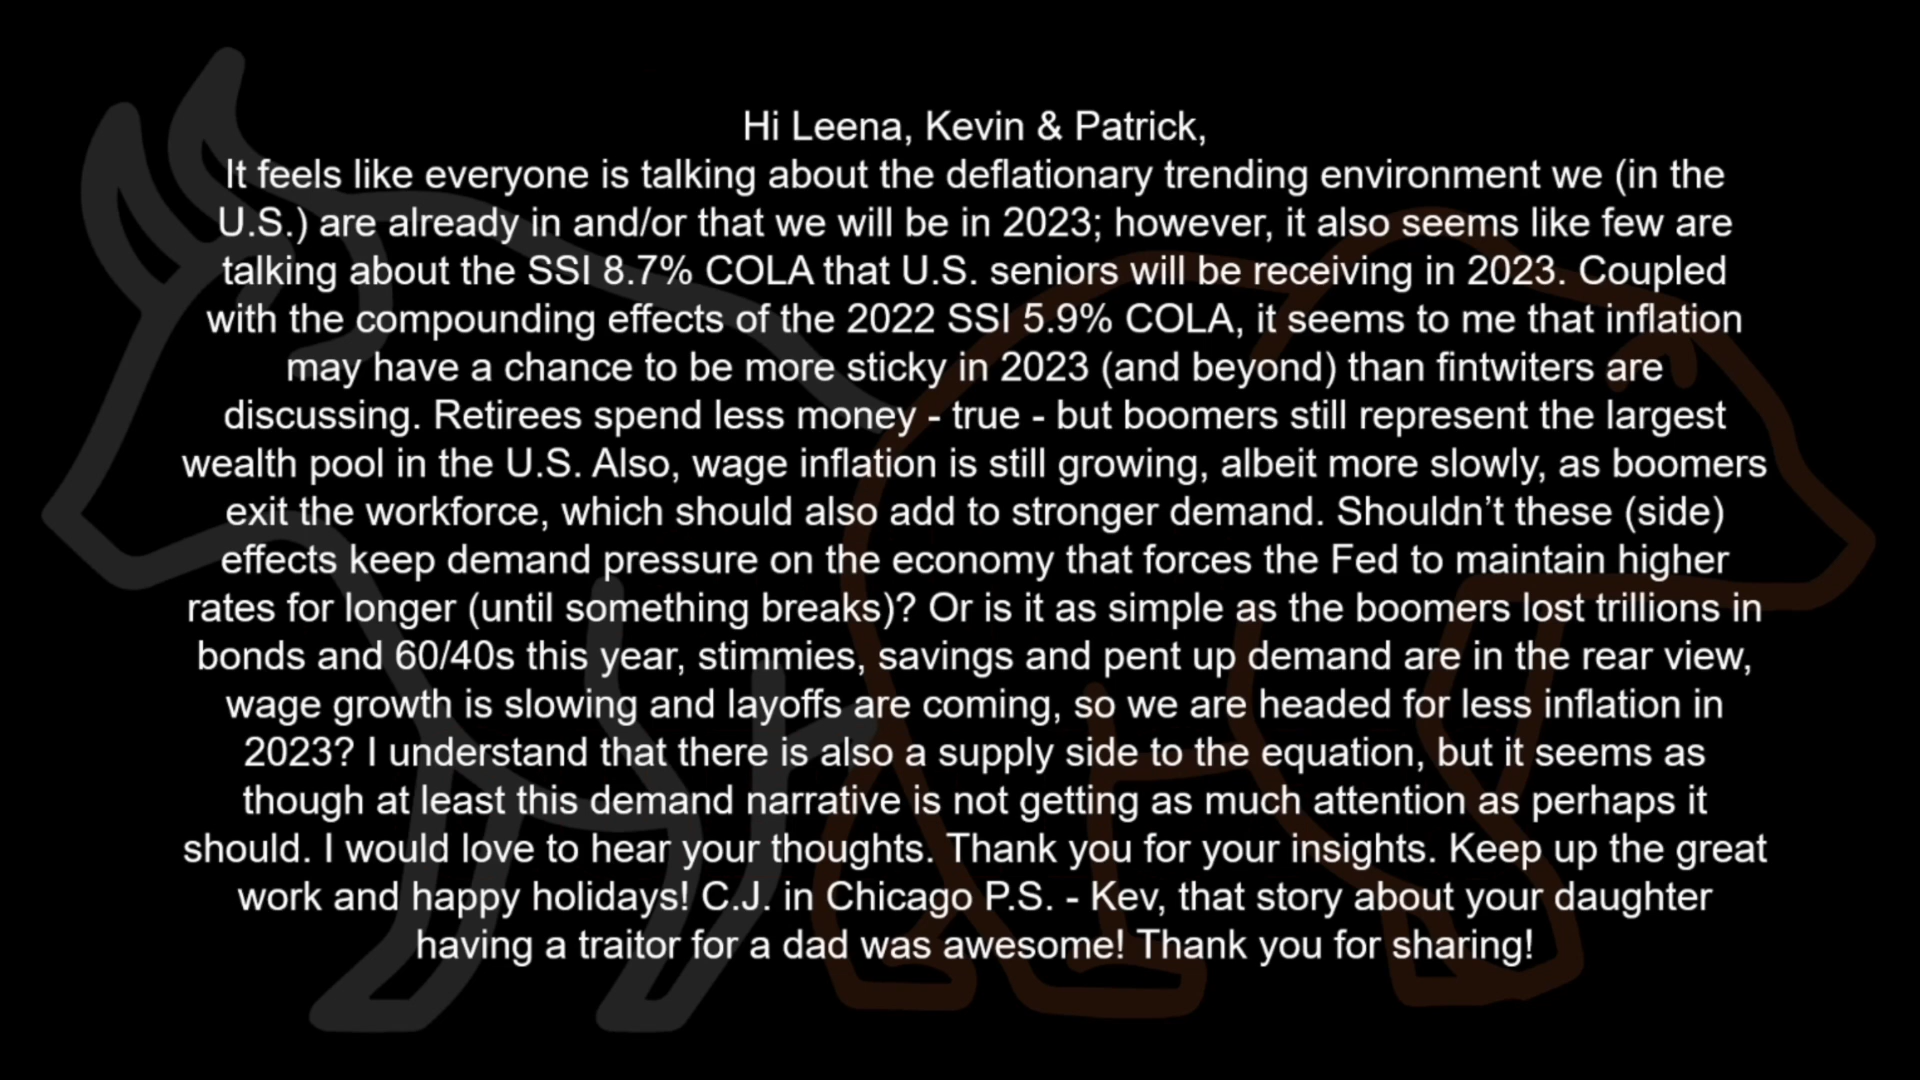 Hi Leena, Kevin & Patrick,
It feels like everyone is talking about the deflationary trending environment we (in the
U.S.) are already in and/or that we will be in 2023; however, it also seems like few are
talking about the SSI 8.7% COLA that U.S. seniors will be receiving in 2023. Coupled
with the compounding effects of the 2022 SSI 5.9% COLA, it seems to me that inflation
may have a chance to be more sticky in 2023 (and beyond) than fintwiters are
discussing. Retirees spend less money - true - but boomers still represent the largest
wealth pool in the U.S. Also, wage inflation is still growing, albeit more slowly, as boomers
exit the workforce, which should also add to stronger demand. Shouldn’t these (side)
effects keep demand pressure on the economy that forces the Fed to maintain higher
rates for longer (until something breaks)? Or is it as simple as the boomers lost trillions in
bonds and 60/40s this year, stimmies, savings and pent up demand are in the rear view,
wage growth is slowing and layoffs are coming, so we are headed for less inflation in
2023? I understand that there is also a supply side to the equation, but it seems as
though at least this demand narrative is not getting as much attention as perhaps it
should. I would love to hear your thoughts. Thank you for your insights. Keep up the great
work and happy holidays! C.J. in Chicago P.S. - Kev, that story about your daughter
having a traitor for a dad was awesome! Thank you for sharing!